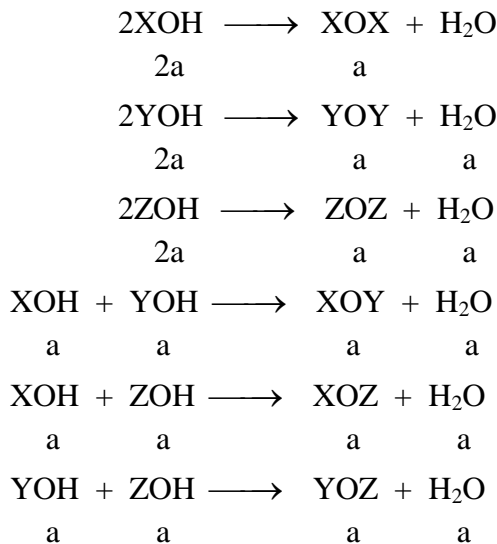 2XOH ⟶ XOX + H₂O
2a a
2YOH ⟶ YOY + H₂O
2a a a
2ZOH ⟶ ZOZ + H₂O
2a a a
XOH + YOH ⟶ XOY + H₂O
a a a a
XOH + ZOH ⟶ XOZ + H₂O
a a a a
YOH + ZOH ⟶ YOZ + H₂O
a a a a